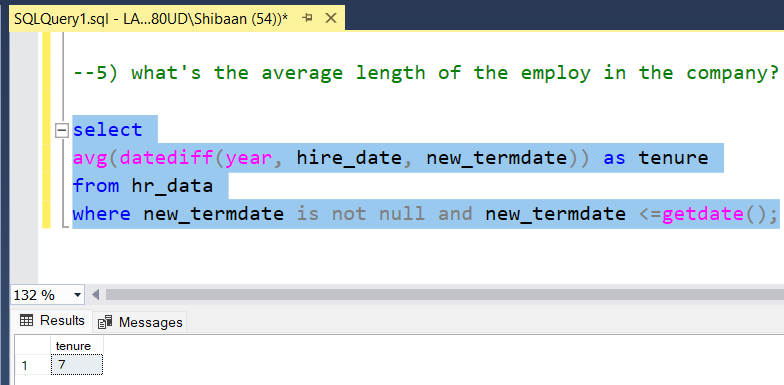 SQLQuery1.sql - LA...80UD\Shibaan (54))*
--5) what's the average length of the employ in the company?
select
avg(datediff(year, hire_date, new_termdate)) as tenure
from hr_data
where new_termdate is not null and new_termdate <=getdate();
132 %
Results Messages
tenure
1 7